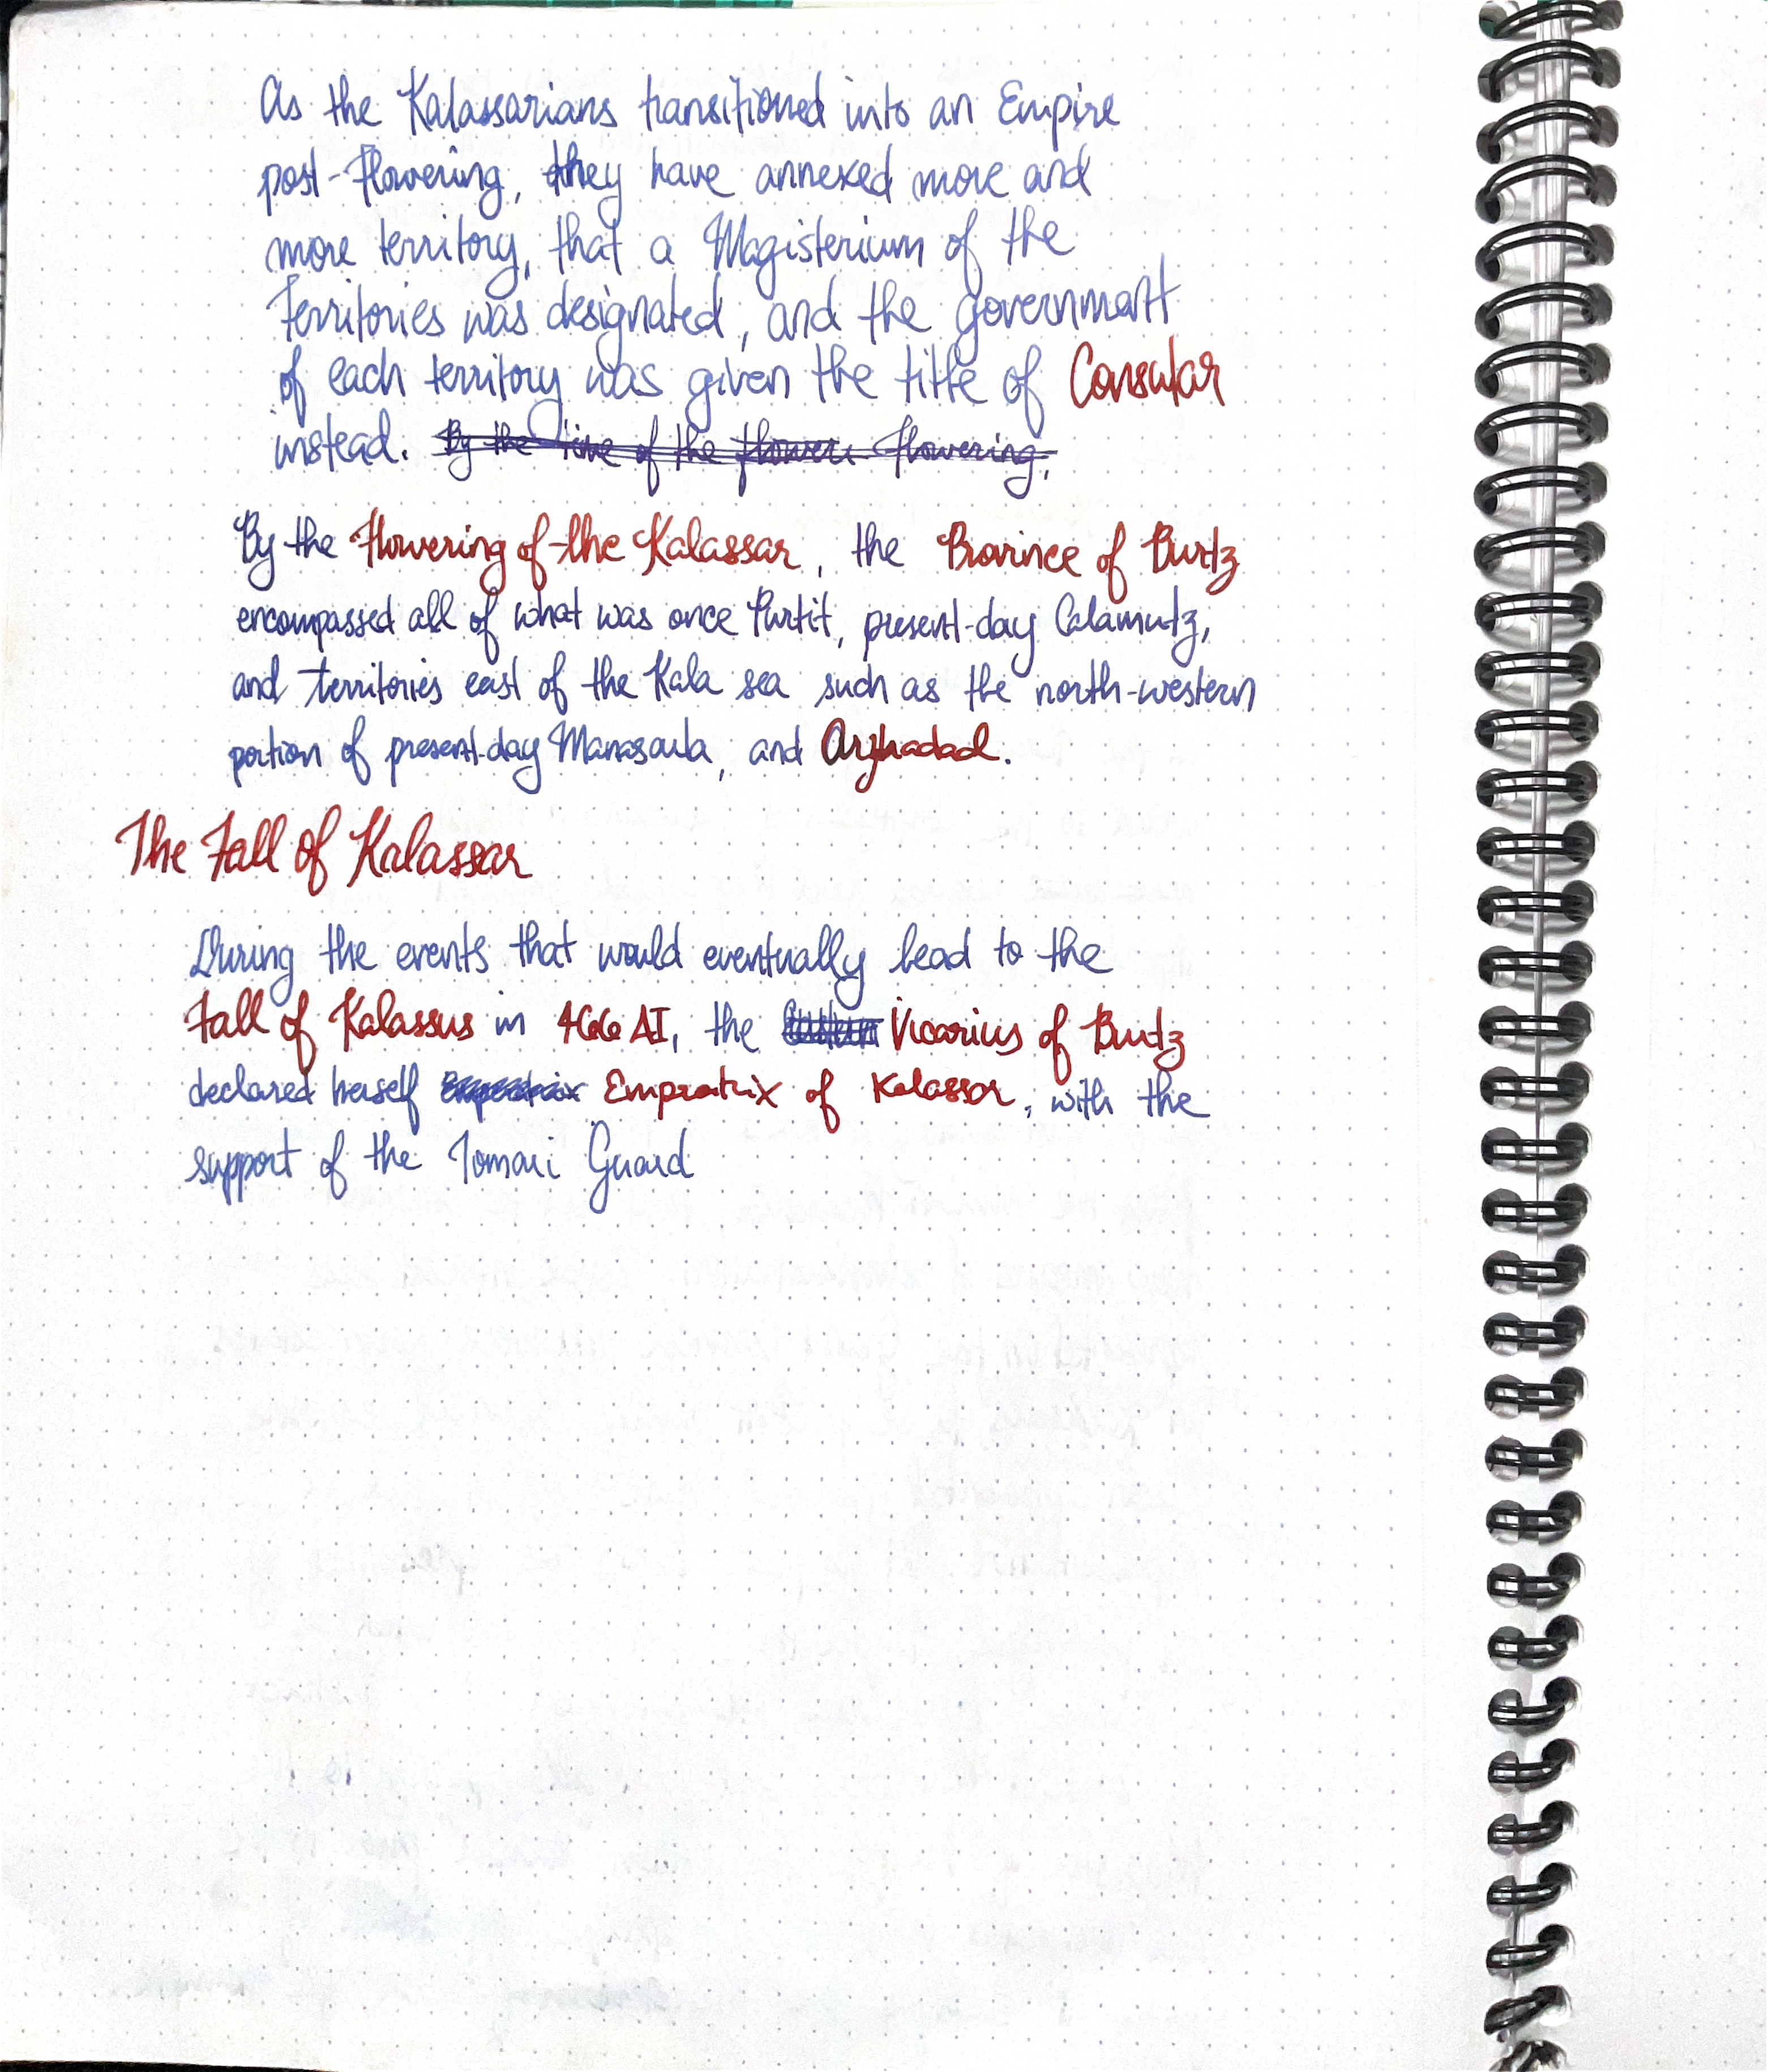 As the Kalassarians transitioned into an Empire
post-Flowering, they have annexed more and
more territory, that a Magisterium of the
Territories was designated, and the government
of each territory was given the title of Consular
instead. By the time of the flower Flowering,
By the Flowering of the Kalassar, the Province of Burtz
encompassed all of what was once Purtit, present-day Calamutz,
and territories east of the Kala sea such as the north-western
portion of present-day Manasaula, and Arghadad.
The Fall of Kalassar
During the events that would eventually lead to the
Fall of Kalassus in 466 AI, the Vicarius of Burtz
declared herself Empratrix of Kalassar, with the
support of the Tomari Guard